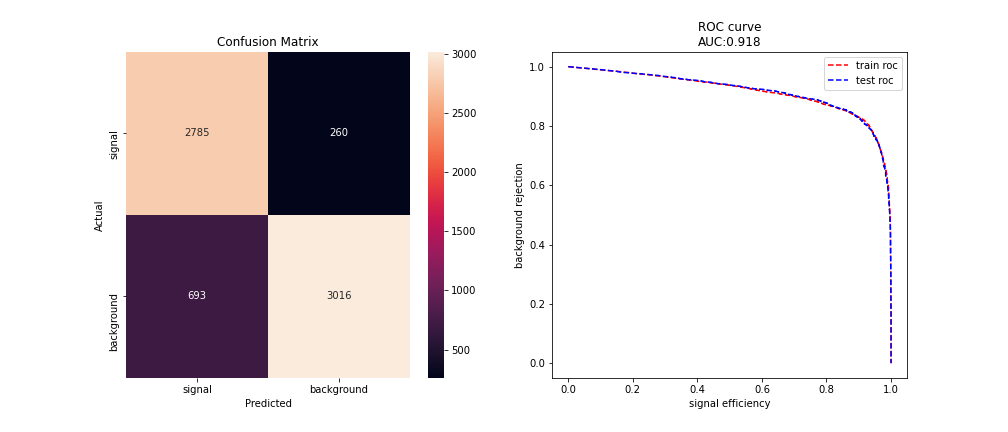 Confusion Matrix
signal
background
Actual
2785
260
693
3016
signal
background
Predicted
3000
2500
2000
1500
1000
500
ROC curve
AUC:0.918
train roc
test roc
background rejection
1.0
0.8
0.6
0.4
0.2
0.0
0.0
0.2
0.4
0.6
0.8
1.0
signal efficiency